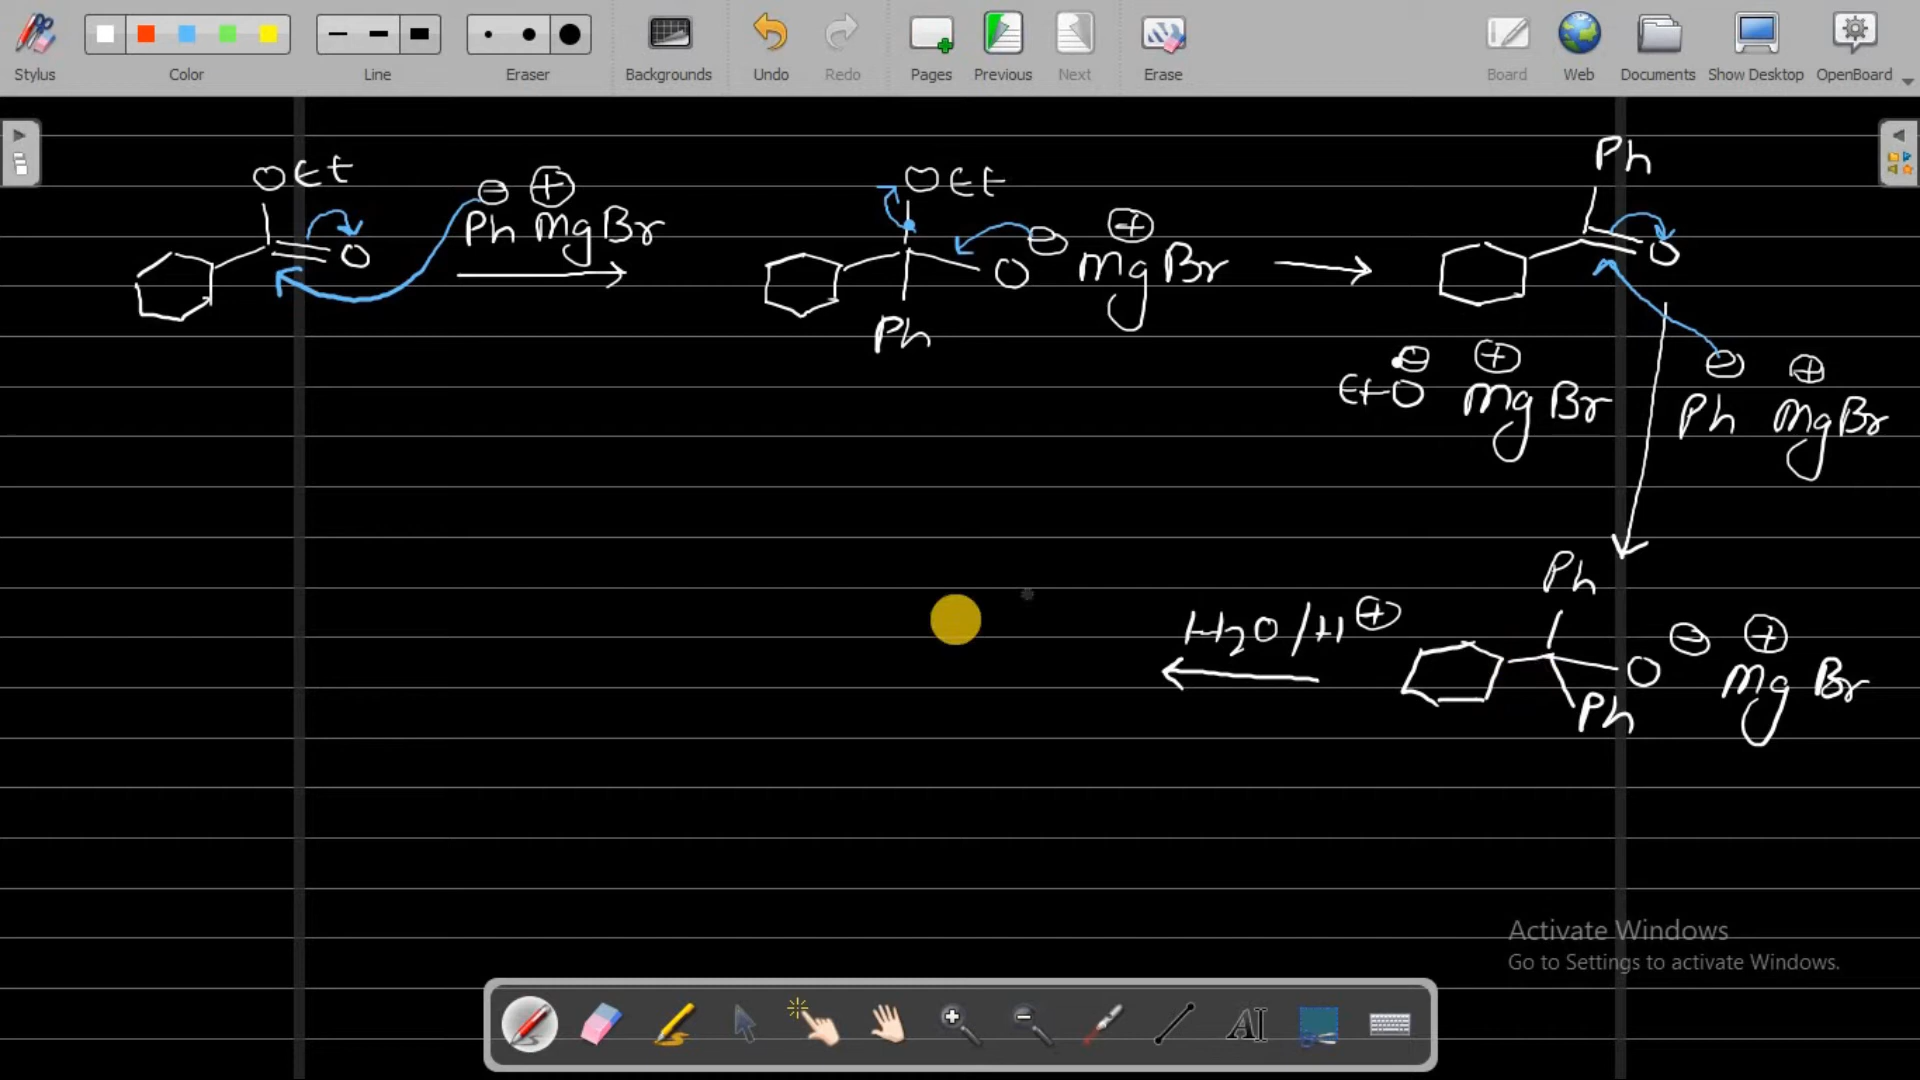 Stylus Color Line Eraser Backgrounds Undo Redo Pages Previous Next Erase Board Web Documents Show Desktop OpenBoard
OEt
O
⊖ ⊕
Ph MgBr
OEt
O ⊖ ⊕
MgBr
Ph
Ph
O
⊖ ⊕
EtO MgBr
⊖ ⊕
Ph MgBr
H2O/H⊕
Ph
O ⊖ ⊕
MgBr
Ph
Activate Windows
Go to Settings to activate Windows.
AI